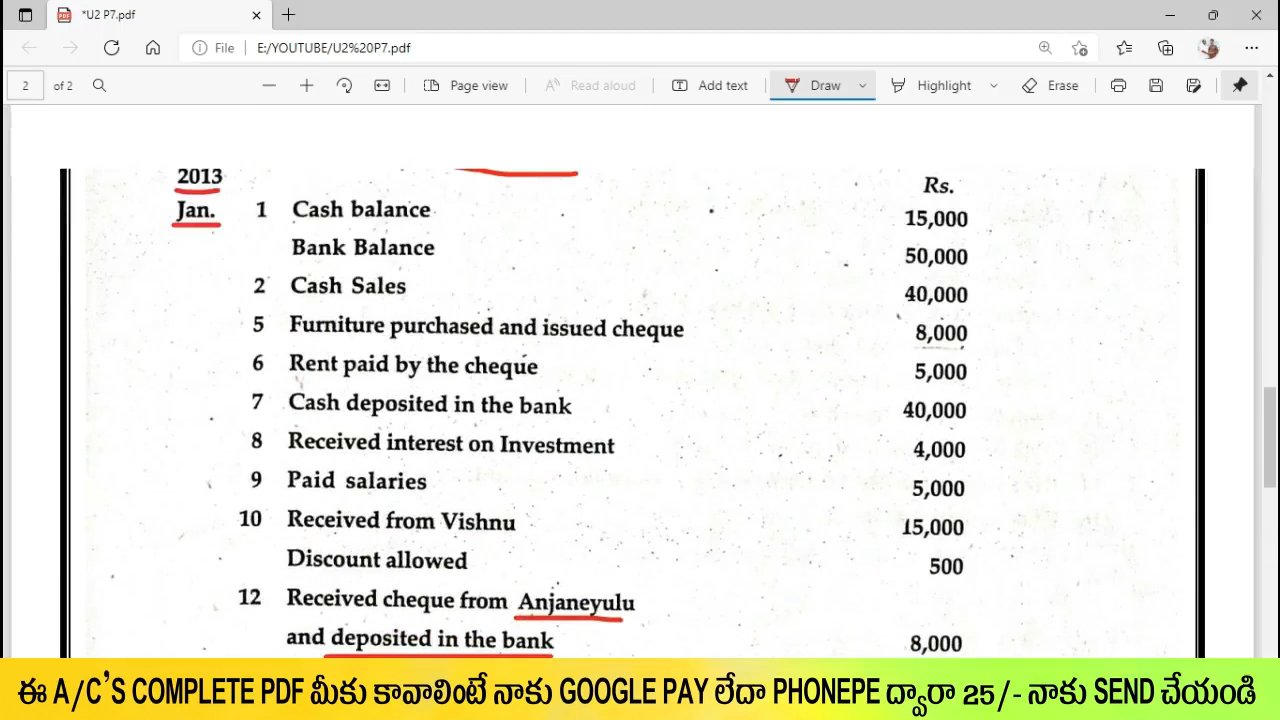 *U2 P7.pdf
File E:/YOUTUBE/U2%20P7.pdf
2 of 2 Page view Read aloud Add text Draw Highlight Erase
2013 Rs.
Jan. 1 Cash balance 15,000
Bank Balance 50,000
2 Cash Sales 40,000
5 Furniture purchased and issued cheque 8,000
6 Rent paid by the cheque 5,000
7 Cash deposited in the bank 40,000
8 Received interest on Investment 4,000
9 Paid salaries 5,000
10 Received from Vishnu 15,000
Discount allowed 500
12 Received cheque from Anjaneyulu
and deposited in the bank 8,000
ఈ A/C'S COMPLETE PDF మీకు కావాలింటే నాకు GOOGLE PAY లేదా PHONEPE ద్వారా 25/- నాకు SEND చేయండి